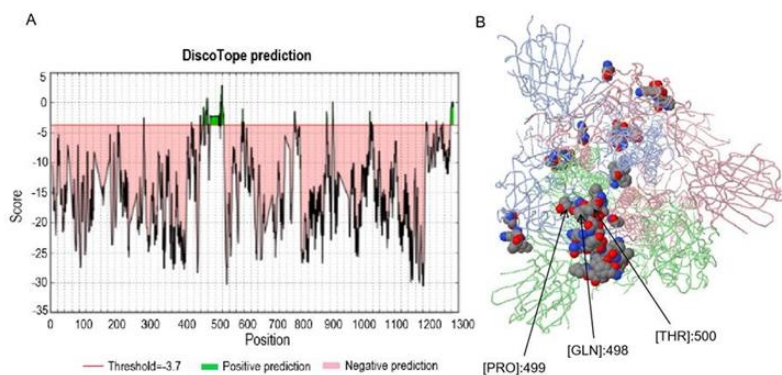 A
DiscoTope prediction
Score
5
0
-5
-10
-15
-20
-25
-30
-35
0 100 200 300 400 500 600 700 800 900 1000 1100 1200 1300
Position
Threshold=-3.7 Positive prediction Negative prediction
B
[THR]:500
[GLN]:498
[PRO]:499